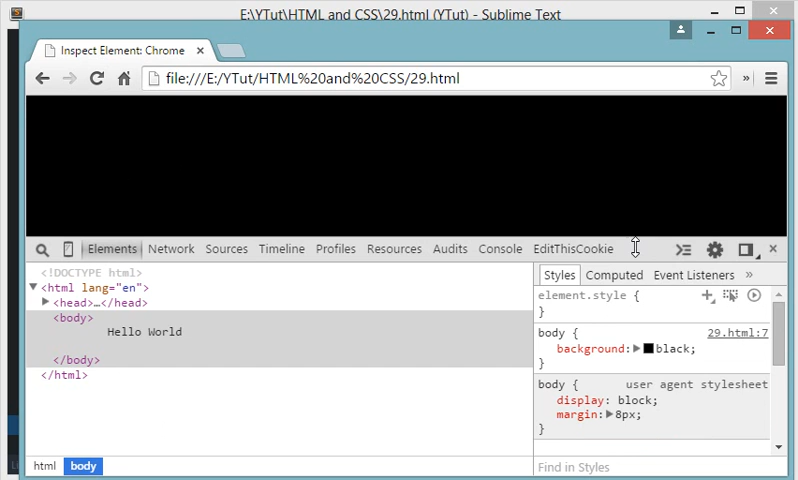 E:\YTut\HTML and CSS\29.html (YTut) - Sublime Text
Inspect Element: Chrome
file:///E:/YTut/HTML%20and%20CSS/29.html
Elements Network Sources Timeline Profiles Resources Audits Console EditThisCookie
<!DOCTYPE html>
<html lang="en">
<head>…</head>
<body>
Hello World
</body>
</html>
html body
Styles Computed Event Listeners »
element.style {
}
body { 29.html:7
background: black;
}
body { user agent stylesheet
display: block;
margin: 8px;
}
Find in Styles